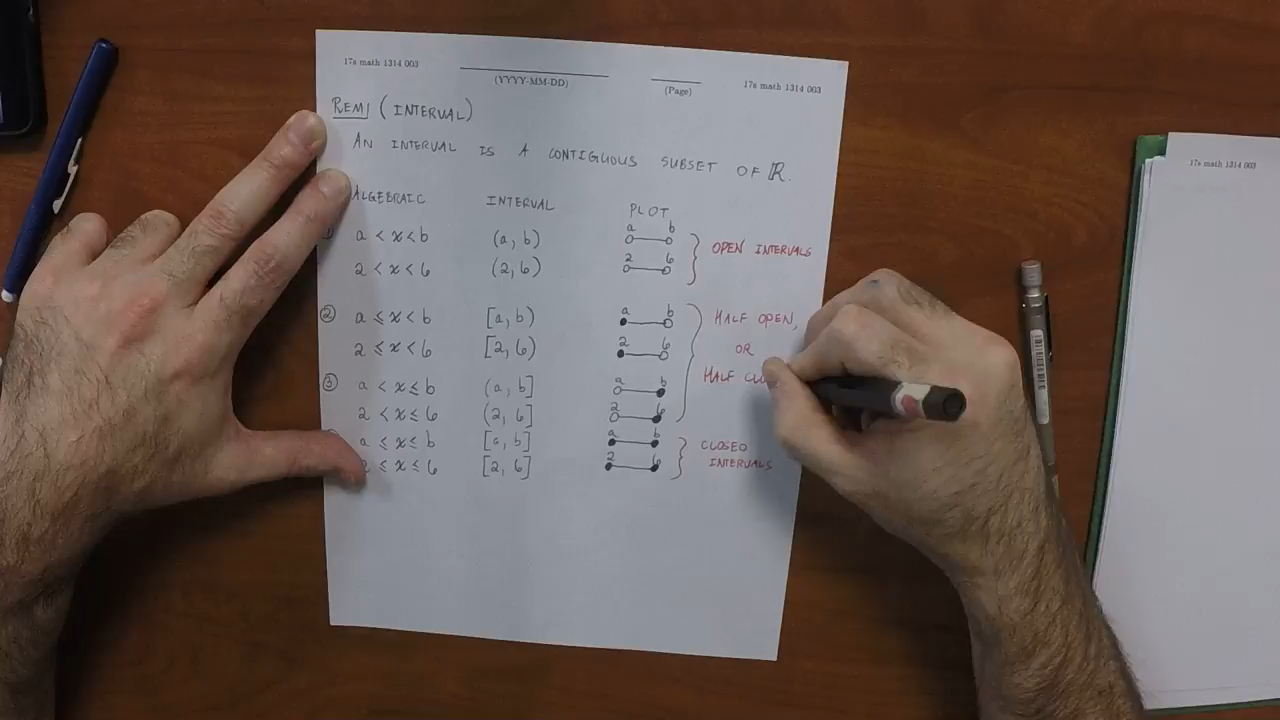 17s math 1314 003
(YYYY-MM-DD)
(Page)
17s math 1314 003
REM (INTERVAL)
AN INTERVAL IS A CONTIGUOUS SUBSET OF ℝ.
ALGEBRAIC INTERVAL PLOT
a < x < b (a, b) a b
2 < x < 6 (2, 6) 2 6
OPEN INTERVALS
② a ≤ x < b [a, b) a b
2 ≤ x < 6 [2, 6) 2 6
③ a < x ≤ b (a, b] a b
2 < x ≤ 6 (2, 6] 2 6
HALF OPEN,
OR
HALF
a ≤ x ≤ b [a, b] a b
2 ≤ x ≤ 6 [2, 6] 2 6
CLOSED
INTERVALS
17s math 1314 003